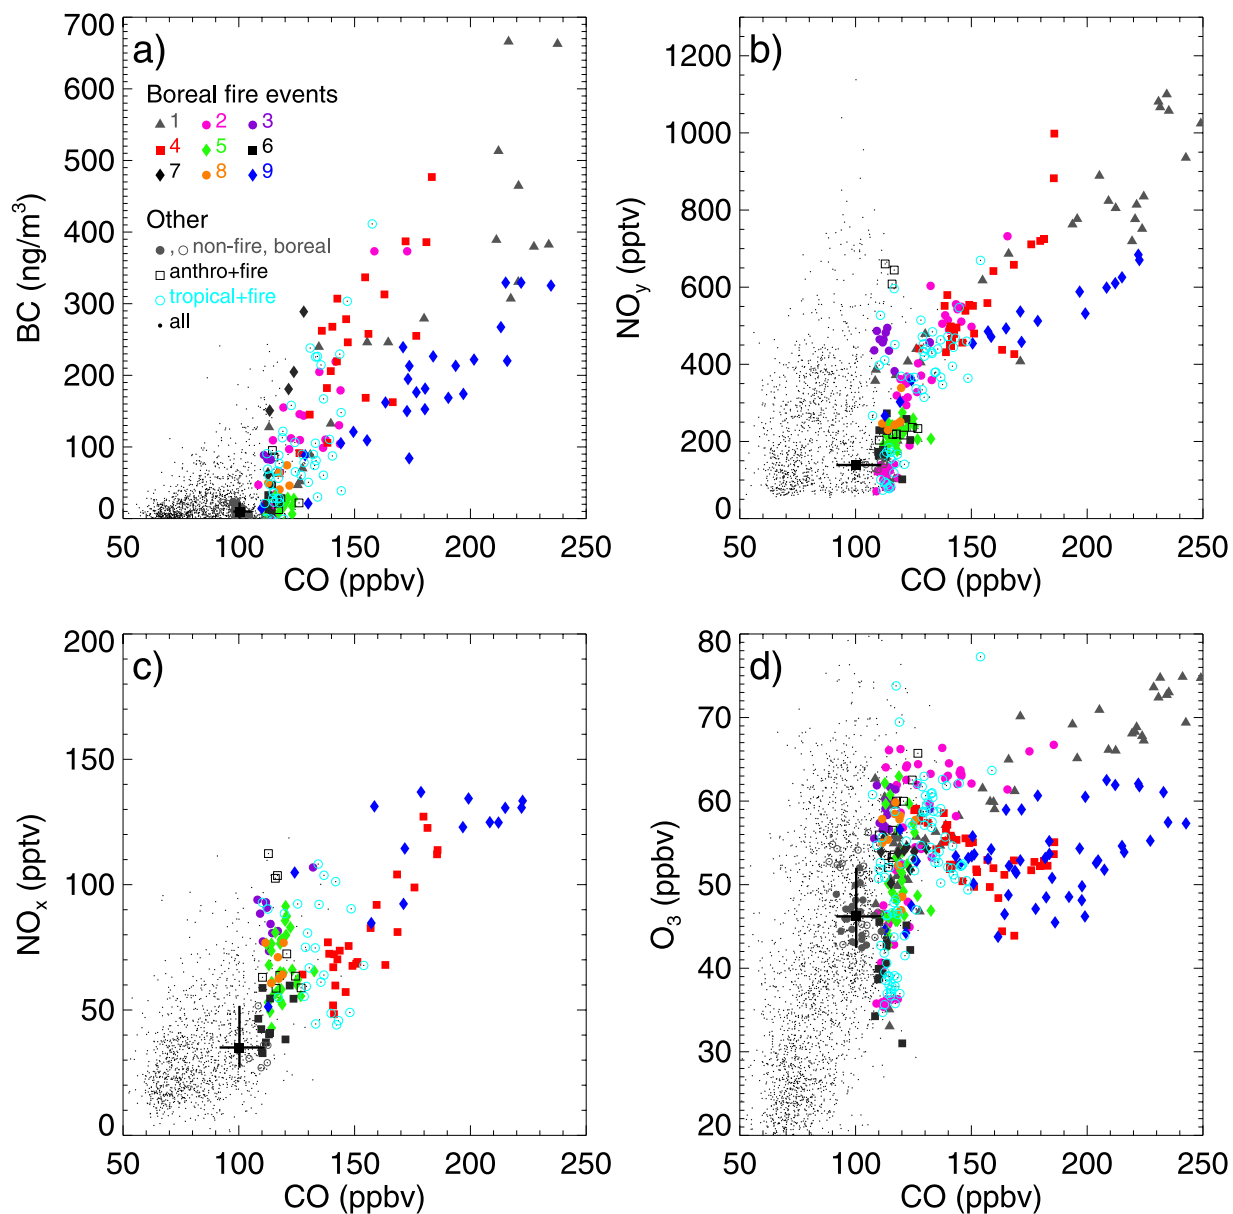 a)
700
600
500
400
300
200
100
0
BC (ng/m³)
Boreal fire events
1 2 3
4 5 6
7 8 9
Other
, non-fire, boreal
anthro+fire
tropical+fire
all
50 100 150 200 250
CO (ppbv)
b)
1200
1000
800
600
400
200
0
NOy (pptv)
50 100 150 200 250
CO (ppbv)
c)
200
150
100
50
0
NOx (pptv)
50 100 150 200 250
CO (ppbv)
d)
80
70
60
50
40
30
20
O3 (ppbv)
50 100 150 200 250
CO (ppbv)